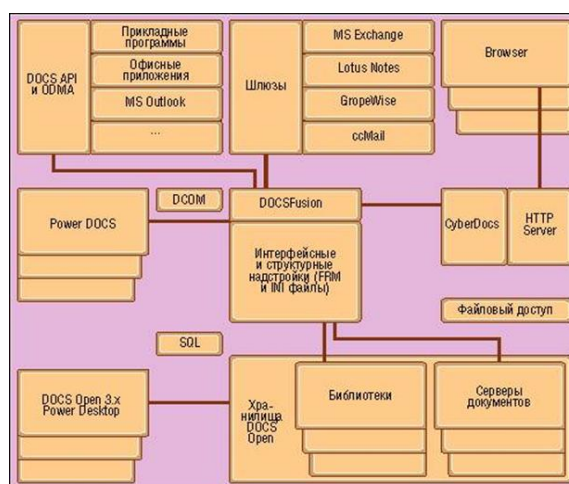 DOCS API
и ODMA
Прикладные
программы
Офисные
приложения
MS Outlook
...
Шлюзы
MS Exchange
Lotus Notes
GropeWise
ccMail
Browser
Power DOCS
DCOM
DOCSFusion
Интерфейсные
и структурные
надстройки (FRM
и INI файлы)
CyberDocs
HTTP
Server
Файловый доступ
SQL
DOCS Open 3.x
Power Desktop
Хра-
нилища
DOCS
Open
Библиотеки
Серверы
документов